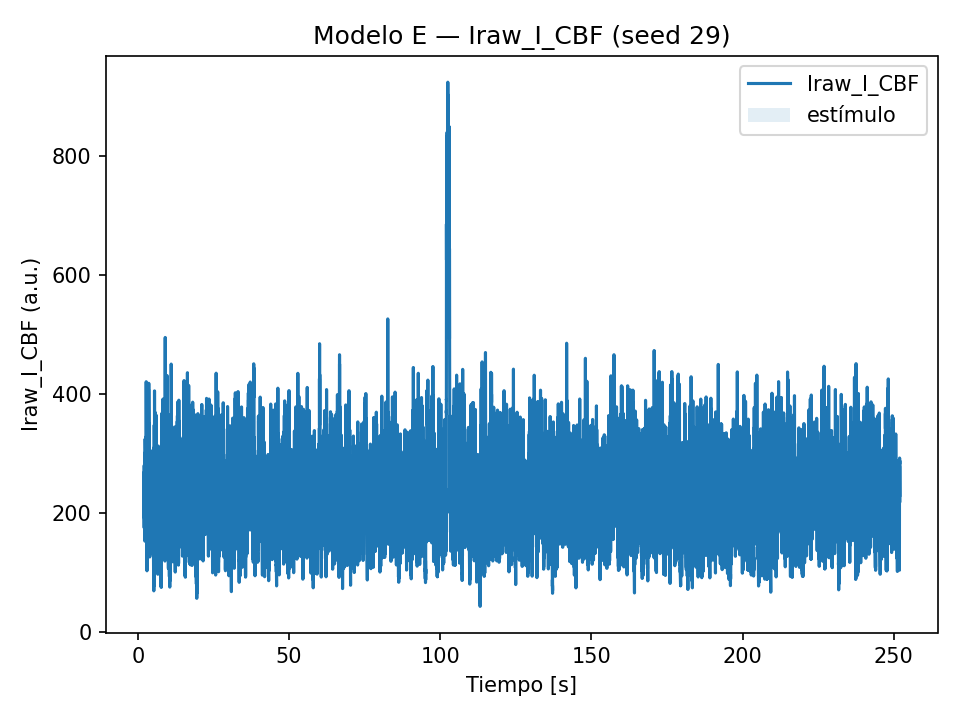 Modelo E — Iraw_I_CBF (seed 29)
Iraw_I_CBF
estímulo
Iraw_I_CBF (a.u.)
800
600
400
200
0
0 50 100 150 200 250
Tiempo [s]